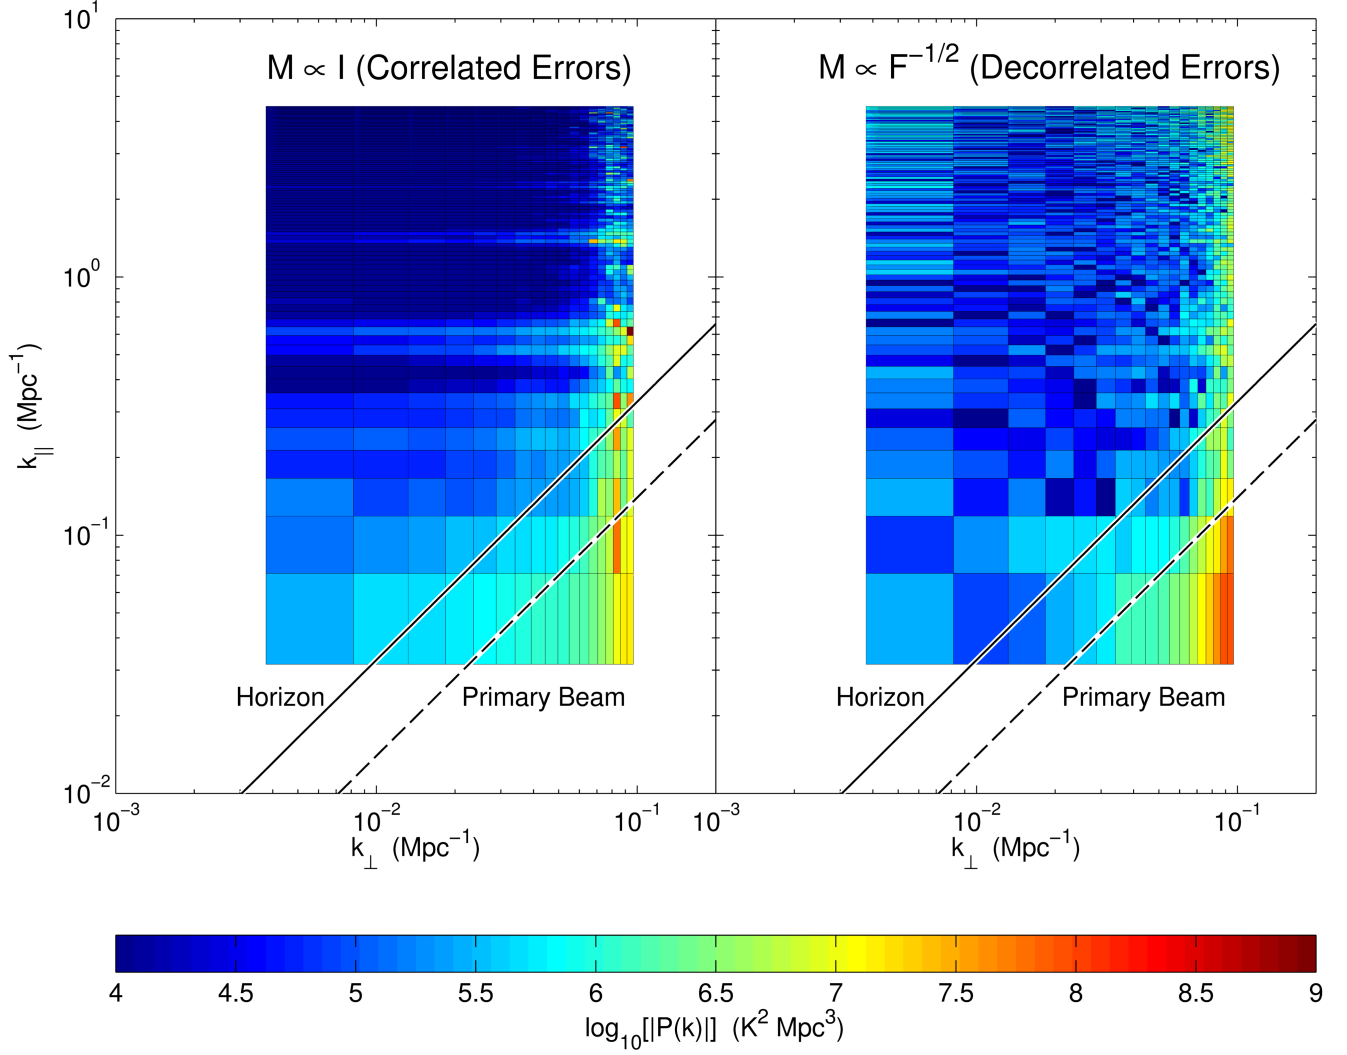 M ∝ I (Correlated Errors)
M ∝ F^−1/2 (Decorrelated Errors)
10^1
10^0
10^−1
10^−2
k_|| (Mpc^−1)
Horizon
Primary Beam
Horizon
Primary Beam
10^−3
10^−2
10^−1
10^−3
10^−2
10^−1
k_⊥ (Mpc^−1)
k_⊥ (Mpc^−1)
4 4.5 5 5.5 6 6.5 7 7.5 8 8.5 9
log_10[|P(k)|] (K^2 Mpc^3)